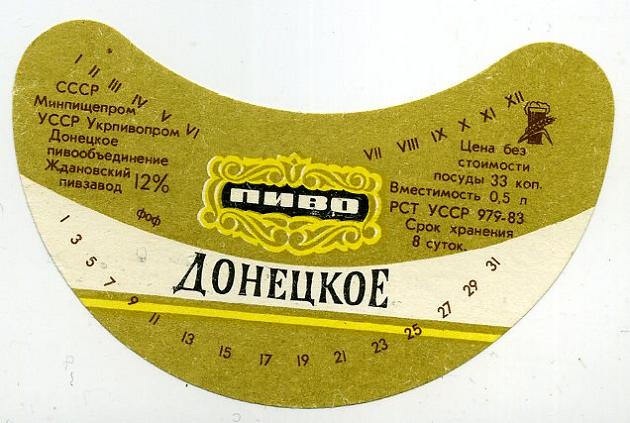 I II III IV V VI
СССР
Минпищепром
УССР Укрпивопром
Донецкое
пивообъединение
Ждановский
пивзавод 12%
фоф
VII VIII IX X XI XII
Цена без
стоимости
посуды 33 коп.
Вместимость 0,5 л
РСТ УССР 979-83
Срок хранения
8 суток.
ПИВО
ДОНЕЦКОЕ
1 3 5 7 9 11 13 15 17 19 21 23 25 27 29 31